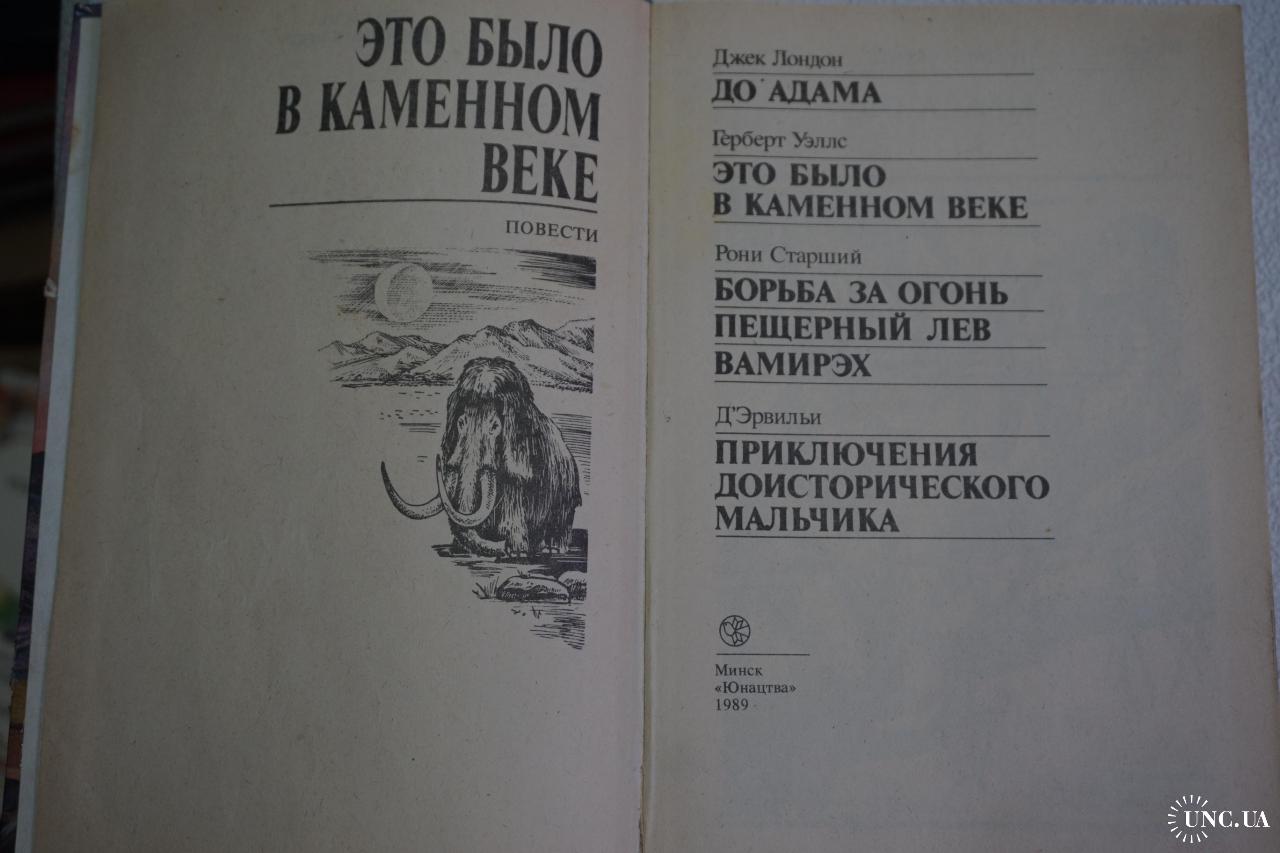 ЭТО БЫЛО
В КАМЕННОМ
ВЕКЕ
ПОВЕСТИ
Джек Лондон
ДО АДАМА
Герберт Уэллс
ЭТО БЫЛО
В КАМЕННОМ ВЕКЕ
Рони Старший
БОРЬБА ЗА ОГОНЬ
ПЕЩЕРНЫЙ ЛЕВ
ВАМИРЭХ
Д'Эрвильи
ПРИКЛЮЧЕНИЯ
ДОИСТОРИЧЕСКОГО
МАЛЬЧИКА
Минск
«Юнацтва»
1989
UNC.UA